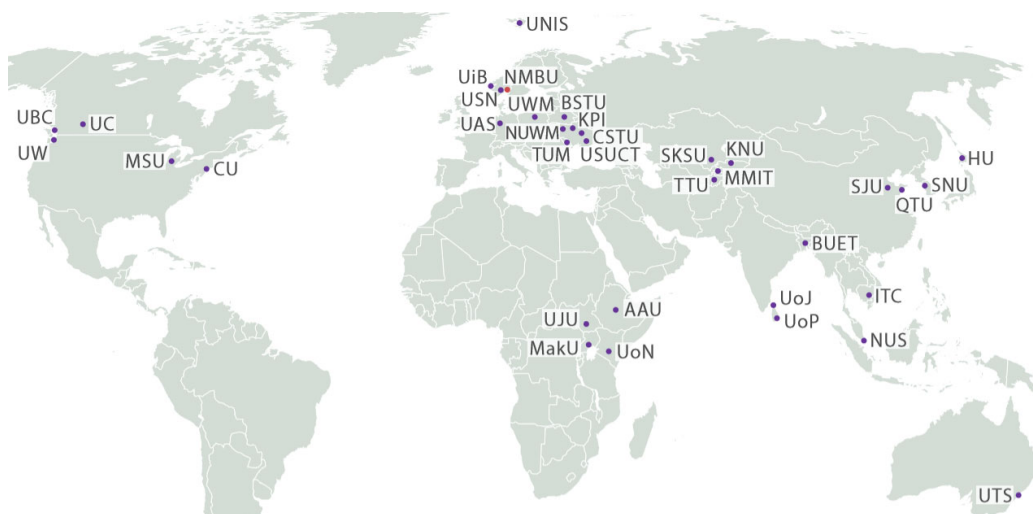 UNIS
UiB
NMBU
USN
UWM
BSTU
UBC
UC
UAS
KPI
NUWM
CSTU
UW
TUM
USUCT
MSU
CU
SKSU
KNU
HU
TTU
MMIT
SJU
SNU
QTU
BUET
UoJ
ITC
AAU
UJU
UoP
MakU
UoN
NUS
UTS